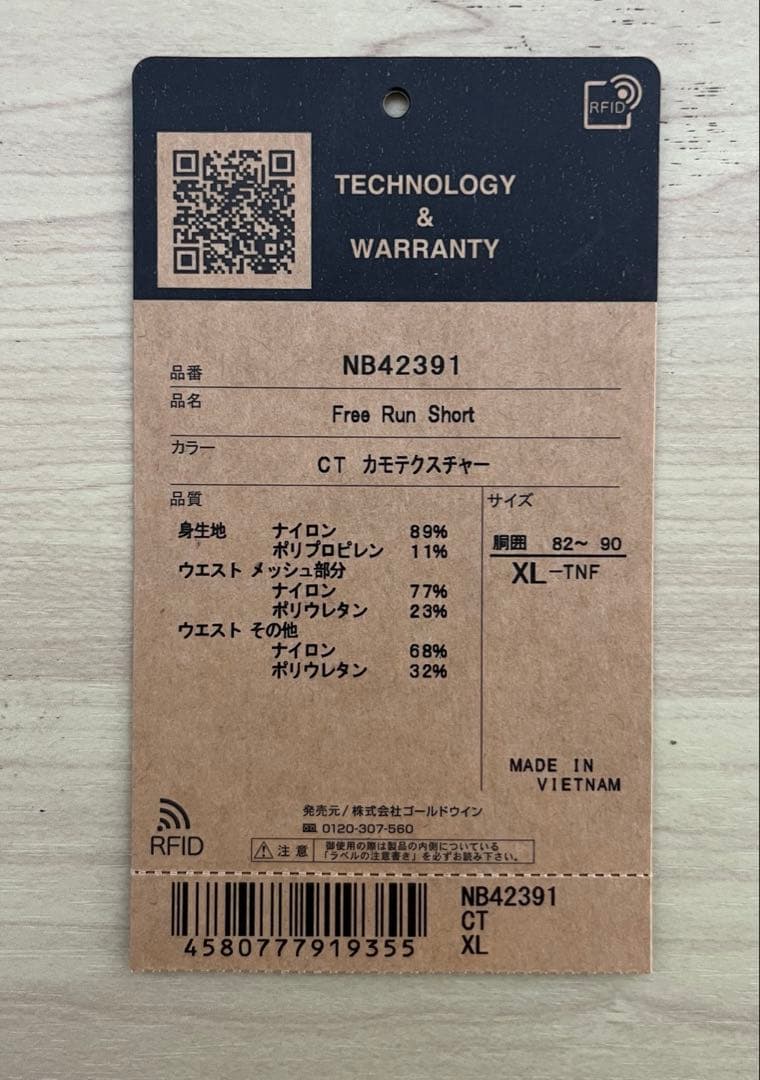 RFID
TECHNOLOGY
&
WARRANTY
品番 NB42391
品名 Free Run Short
カラー CT カモテクスチャー
品質
身生地 ナイロン 89%
ポリプロピレン 11%
ウエスト メッシュ部分
ナイロン 77%
ポリウレタン 23%
ウエスト その他
ナイロン 68%
ポリウレタン 32%
サイズ
胴囲 82〜 90
XL-TNF
MADE IN
VIETNAM
RFID
発売元/株式会社ゴールドウイン
0120-307-560
注意 御使用の際は製品の内側についている
「ラベルの注意書き」を必ずお読み下さい。
4580777919355
NB42391
CT
XL